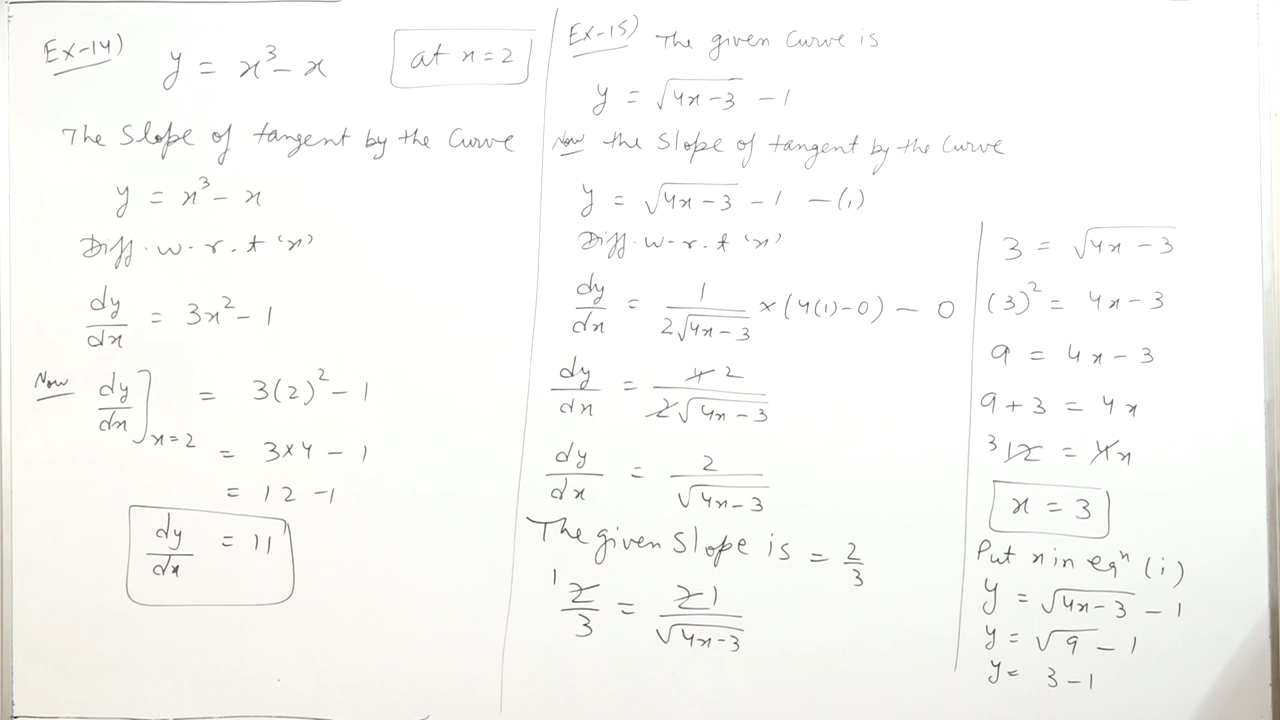 Ex-14) y = x³ - x at x = 2
The Slope of tangent by the Curve
y = x³ - x
Diff. w.r.t 'x'
dy/dx = 3x² - 1
Now dy/dx]x=2 = 3(2)² - 1
= 3×4 - 1
= 12 - 1
dy/dx = 11
Ex-15) The given Curve is
y = √4x-3 - 1
Now the Slope of tangent by the Curve
y = √4x-3 - 1 —(i)
Diff. w.r.t 'x'
dy/dx = 1/2√4x-3 × (4(1)-0) - 0
dy/dx = 4 2/2√4x-3
dy/dx = 2/√4x-3
The given Slope is = 2/3
1 2/3 = 2 1/√4x-3
3 = √4x-3
(3)² = 4x-3
9 = 4x-3
9+3 = 4x
3 12 = 4x
x = 3
Put x in eqⁿ (i)
y = √4x-3 - 1
y = √9 - 1
y = 3-1